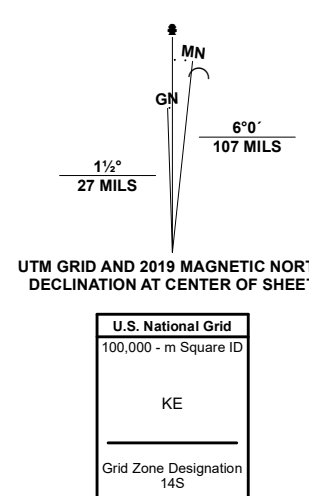 MN
GN
6°0´
107 MILS
1½°
27 MILS
UTM GRID AND 2019 MAGNETIC NORT
DECLINATION AT CENTER OF SHEET
U.S. National Grid
100,000 - m Square ID
KE
Grid Zone Designation
14S